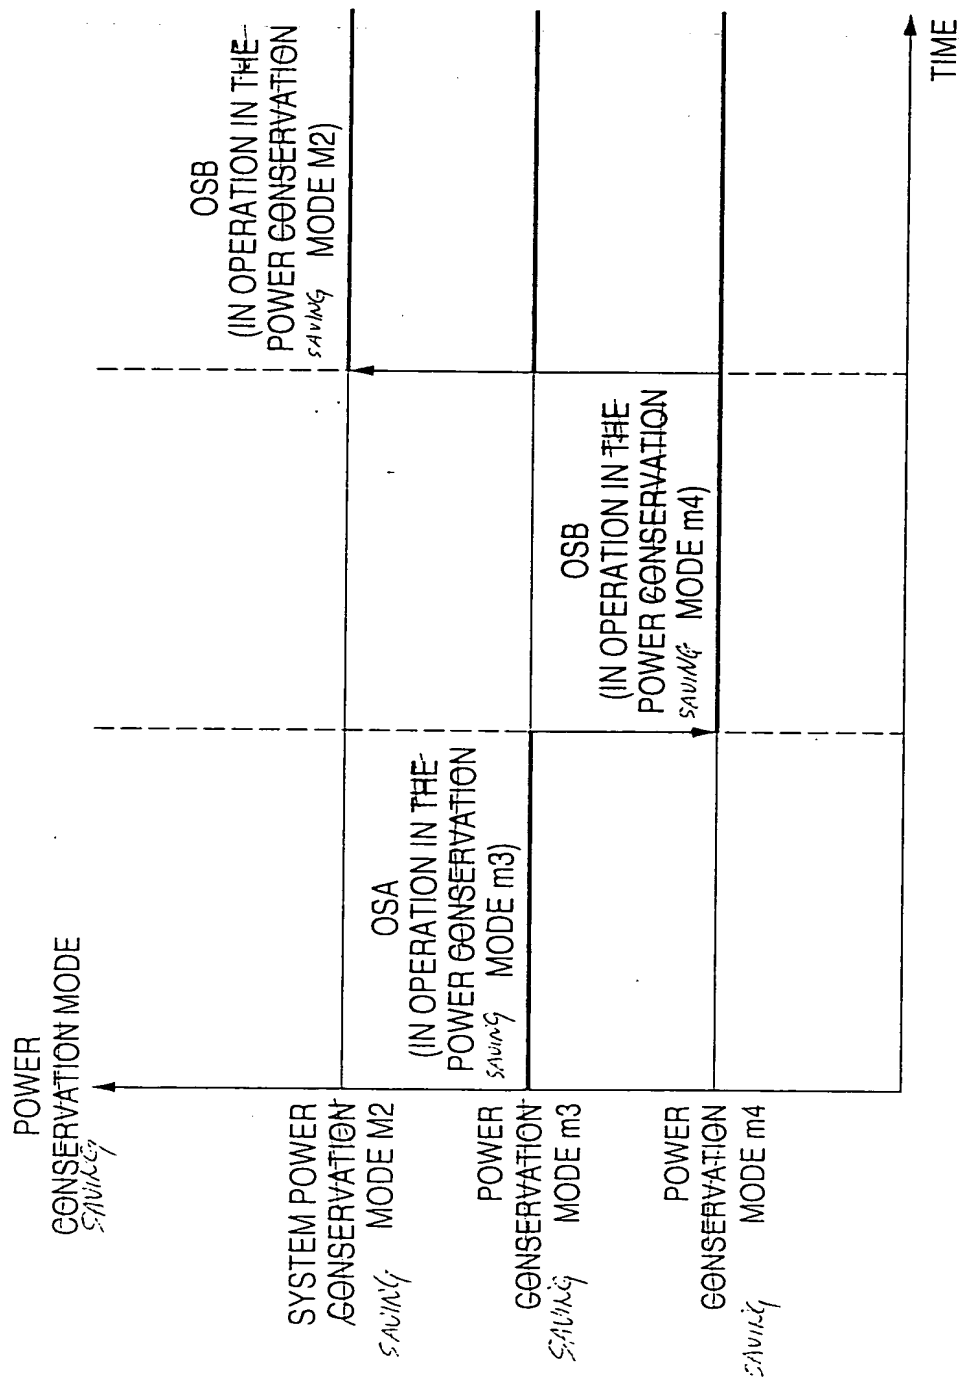 POWER
CONSERVATION MODE
SAVING
SYSTEM POWER
CONSERVATION
SAVING MODE M2
POWER
CONSERVATION
SAVING MODE m3
POWER
CONSERVATION
SAVING MODE m4
OSA
(IN OPERATION IN THE
POWER CONSERVATION
SAVING MODE m3)
OSB
(IN OPERATION IN THE
POWER CONSERVATION
SAVING MODE m4)
OSB
(IN OPERATION IN THE
POWER CONSERVATION
SAVING MODE M2)
TIME